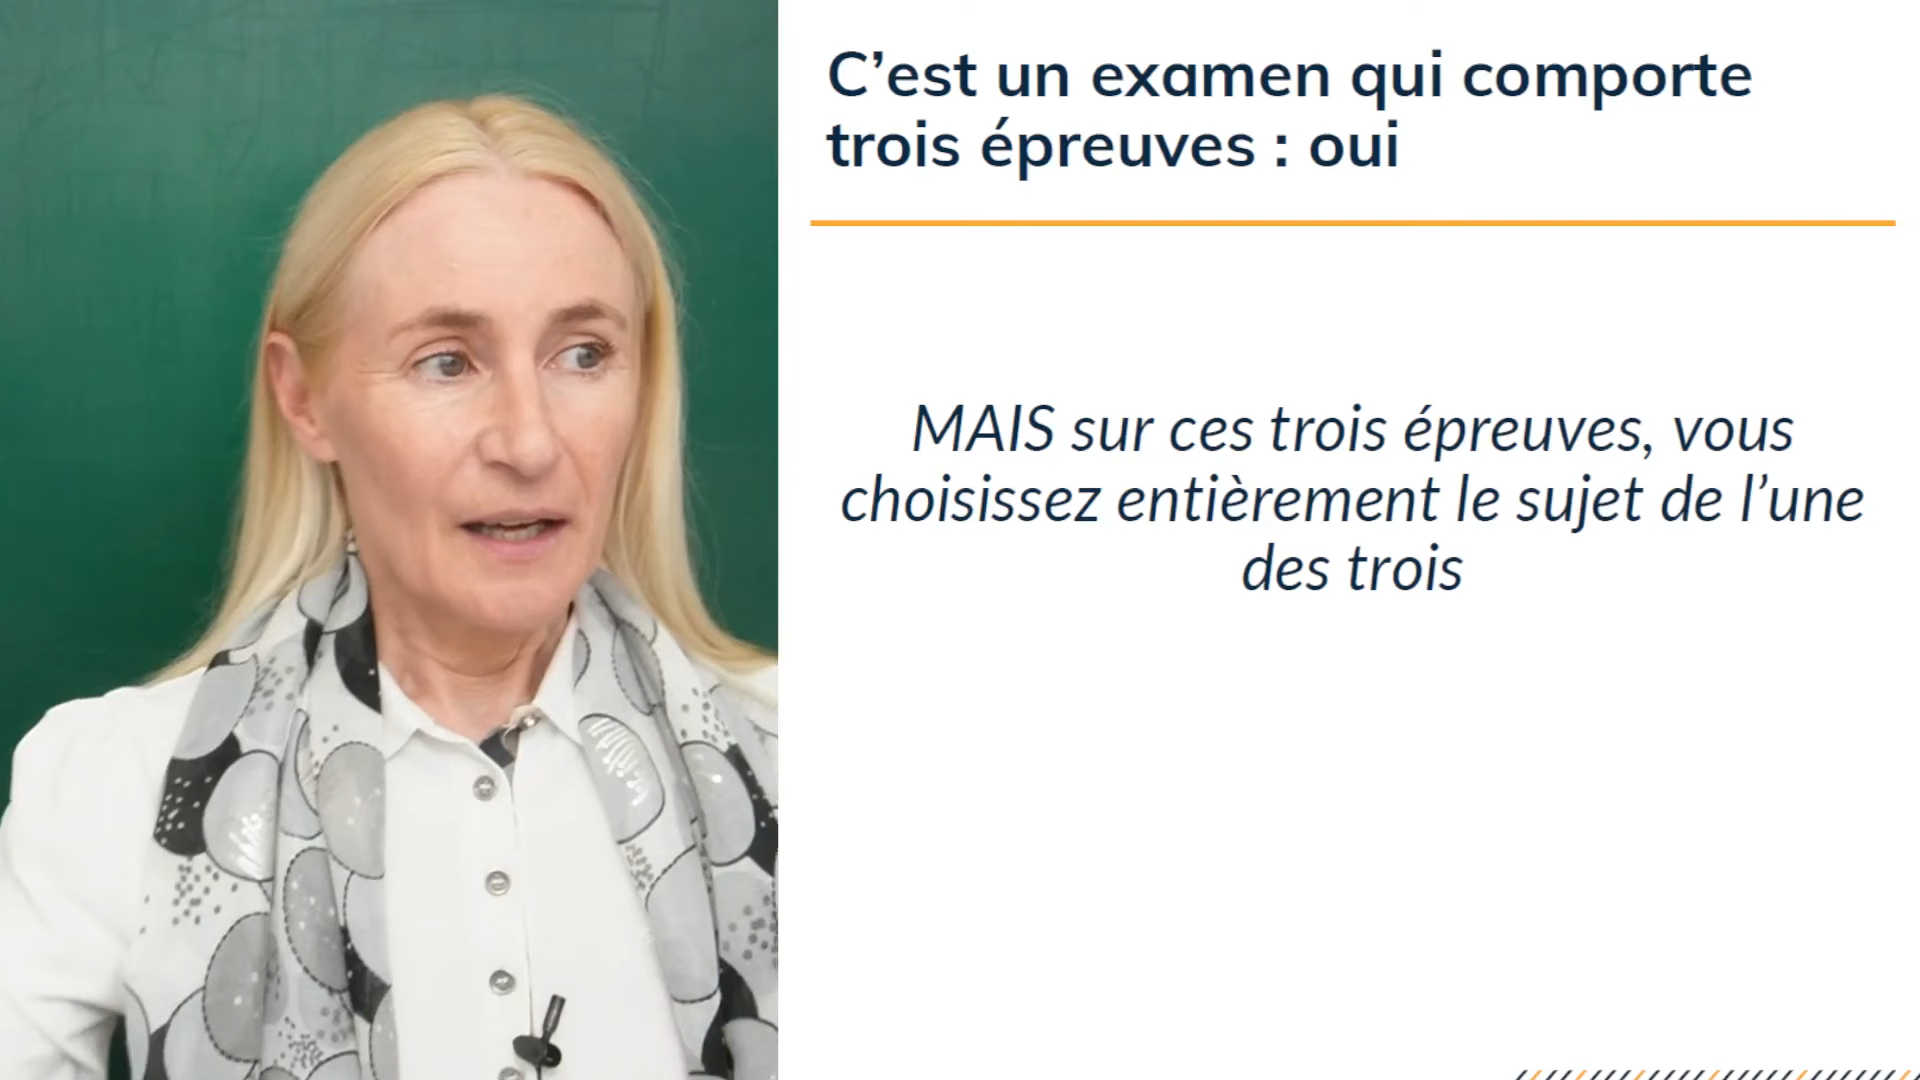 C’est un examen qui comporte
trois épreuves : oui
MAIS sur ces trois épreuves, vous
choisissez entièrement le sujet de l’une
des trois